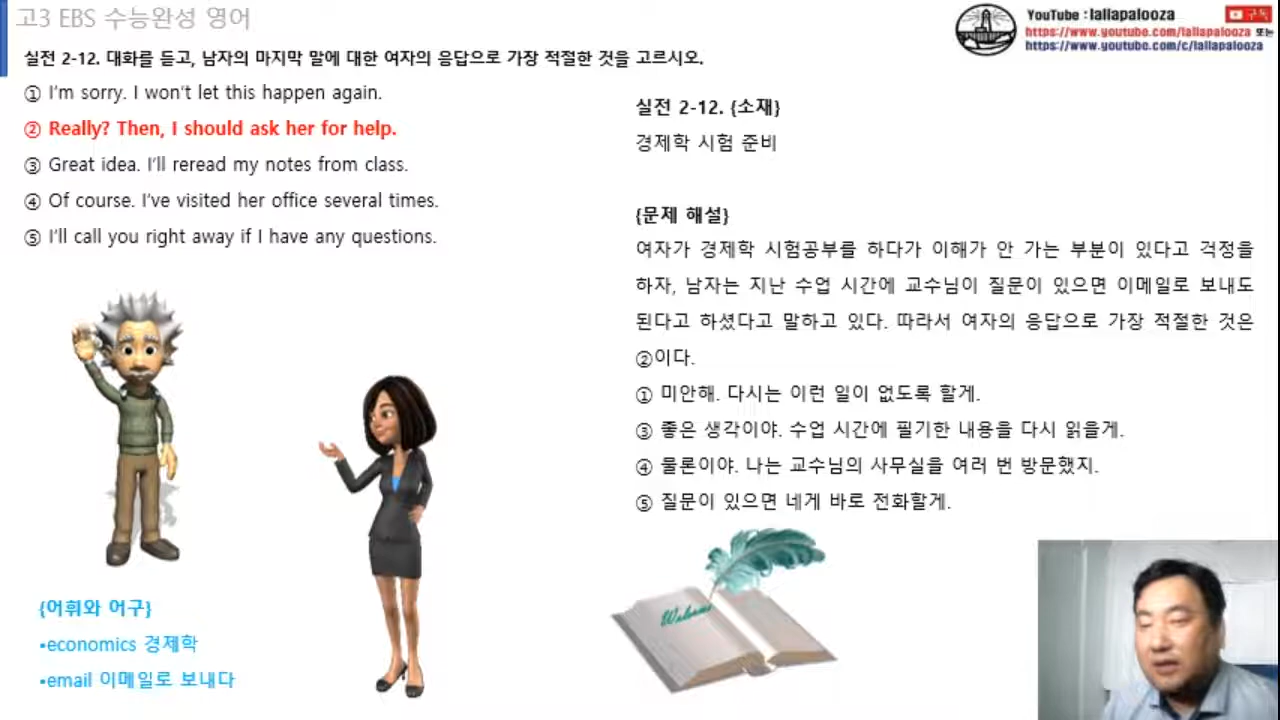 고3 EBS 수능완성 영어
YouTube : lallapalooza
구독
https://www.youtube.com/lallapalooza 또는
https://www.youtube.com/c/lallapalooza
실전 2-12. 대화를 듣고, 남자의 마지막 말에 대한 여자의 응답으로 가장 적절한 것을 고르시오.
① I'm sorry. I won't let this happen again.
② Really? Then, I should ask her for help.
③ Great idea. I'll reread my notes from class.
④ Of course. I've visited her office several times.
⑤ I'll call you right away if I have any questions.
{어휘와 어구}
•economics 경제학
•email 이메일로 보내다
실전 2-12. {소재}
경제학 시험 준비
{문제 해설}
여자가 경제학 시험공부를 하다가 이해가 안 가는 부분이 있다고 걱정을
하자, 남자는 지난 수업 시간에 교수님이 질문이 있으면 이메일로 보내도
된다고 하셨다고 말하고 있다. 따라서 여자의 응답으로 가장 적절한 것은
②이다.
① 미안해. 다시는 이런 일이 없도록 할게.
③ 좋은 생각이야. 수업 시간에 필기한 내용을 다시 읽을게.
④ 물론이야. 나는 교수님의 사무실을 여러 번 방문했지.
⑤ 질문이 있으면 네게 바로 전화할게.
Welcome